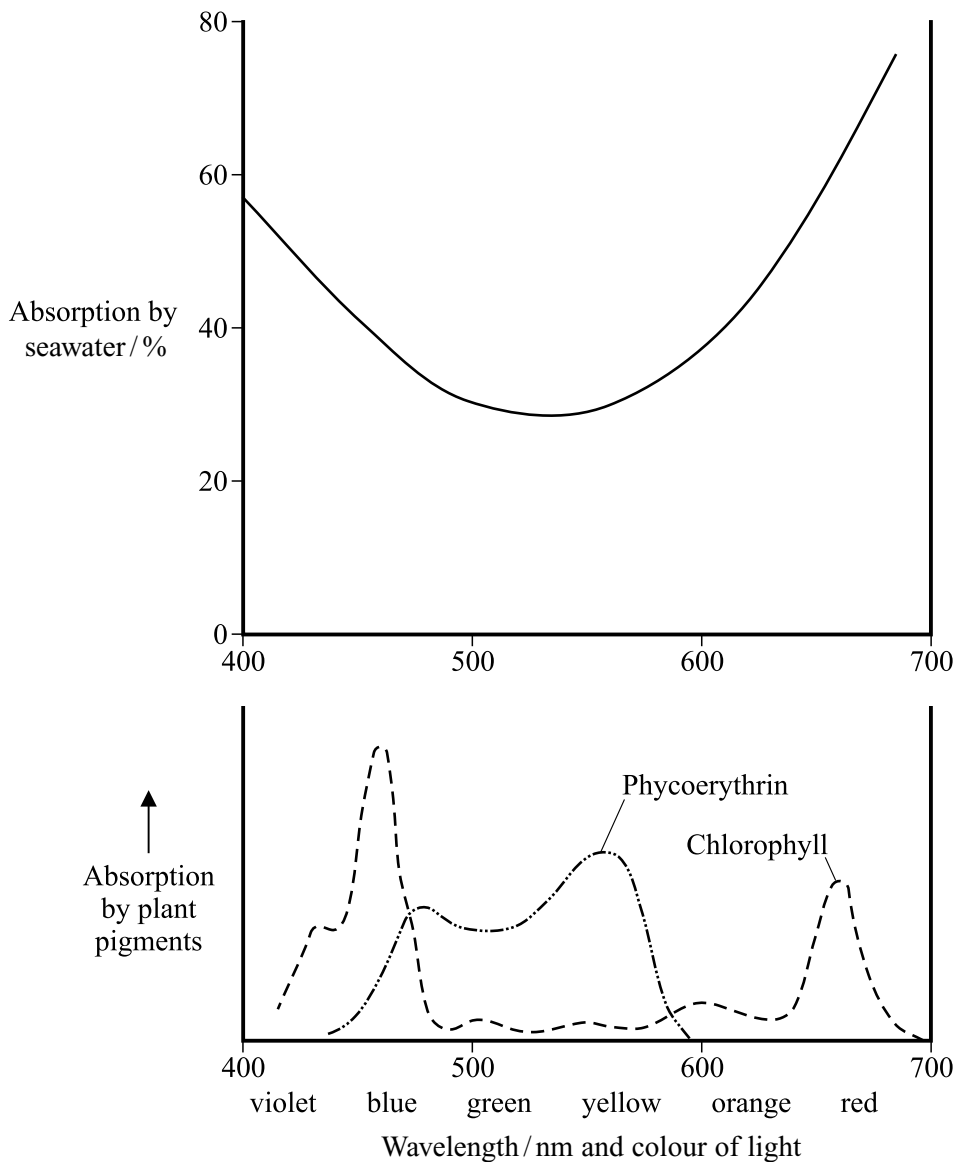 80
60
Absorption by
seawater / %
40
20
0
400 500 600 700
Phycoerythrin
Chlorophyll
Absorption
by plant
pigments
400 500 600 700
violet blue green yellow orange red
Wavelength / nm and colour of light